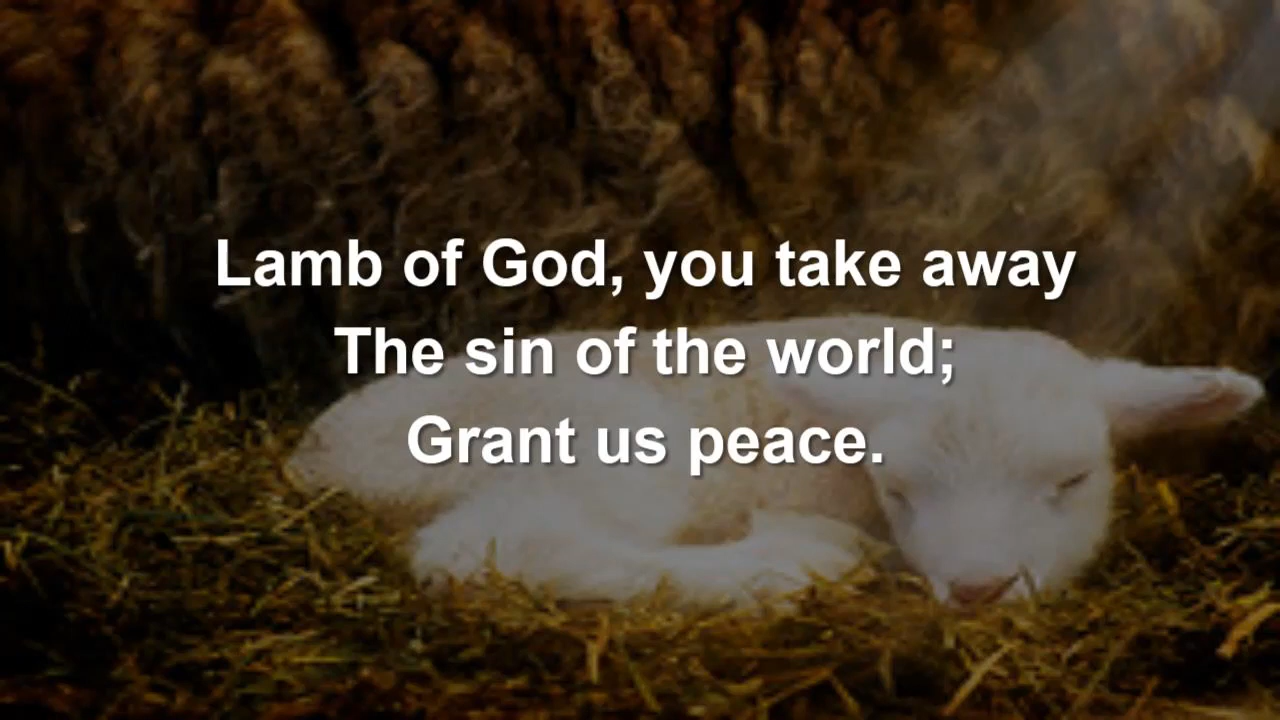 Lamb of God, you take away
The sin of the world;
Grant us peace.